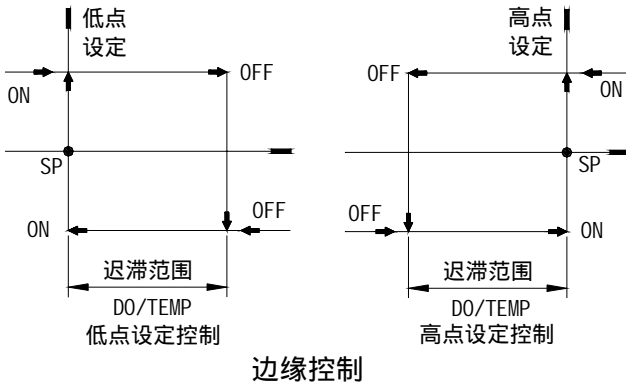 低点
设定
OFF
ON
SP
OFF
ON
迟滞范围
DO/TEMP
低点设定控制
高点
设定
OFF
ON
SP
OFF
ON
迟滞范围
DO/TEMP
高点设定控制
边缘控制